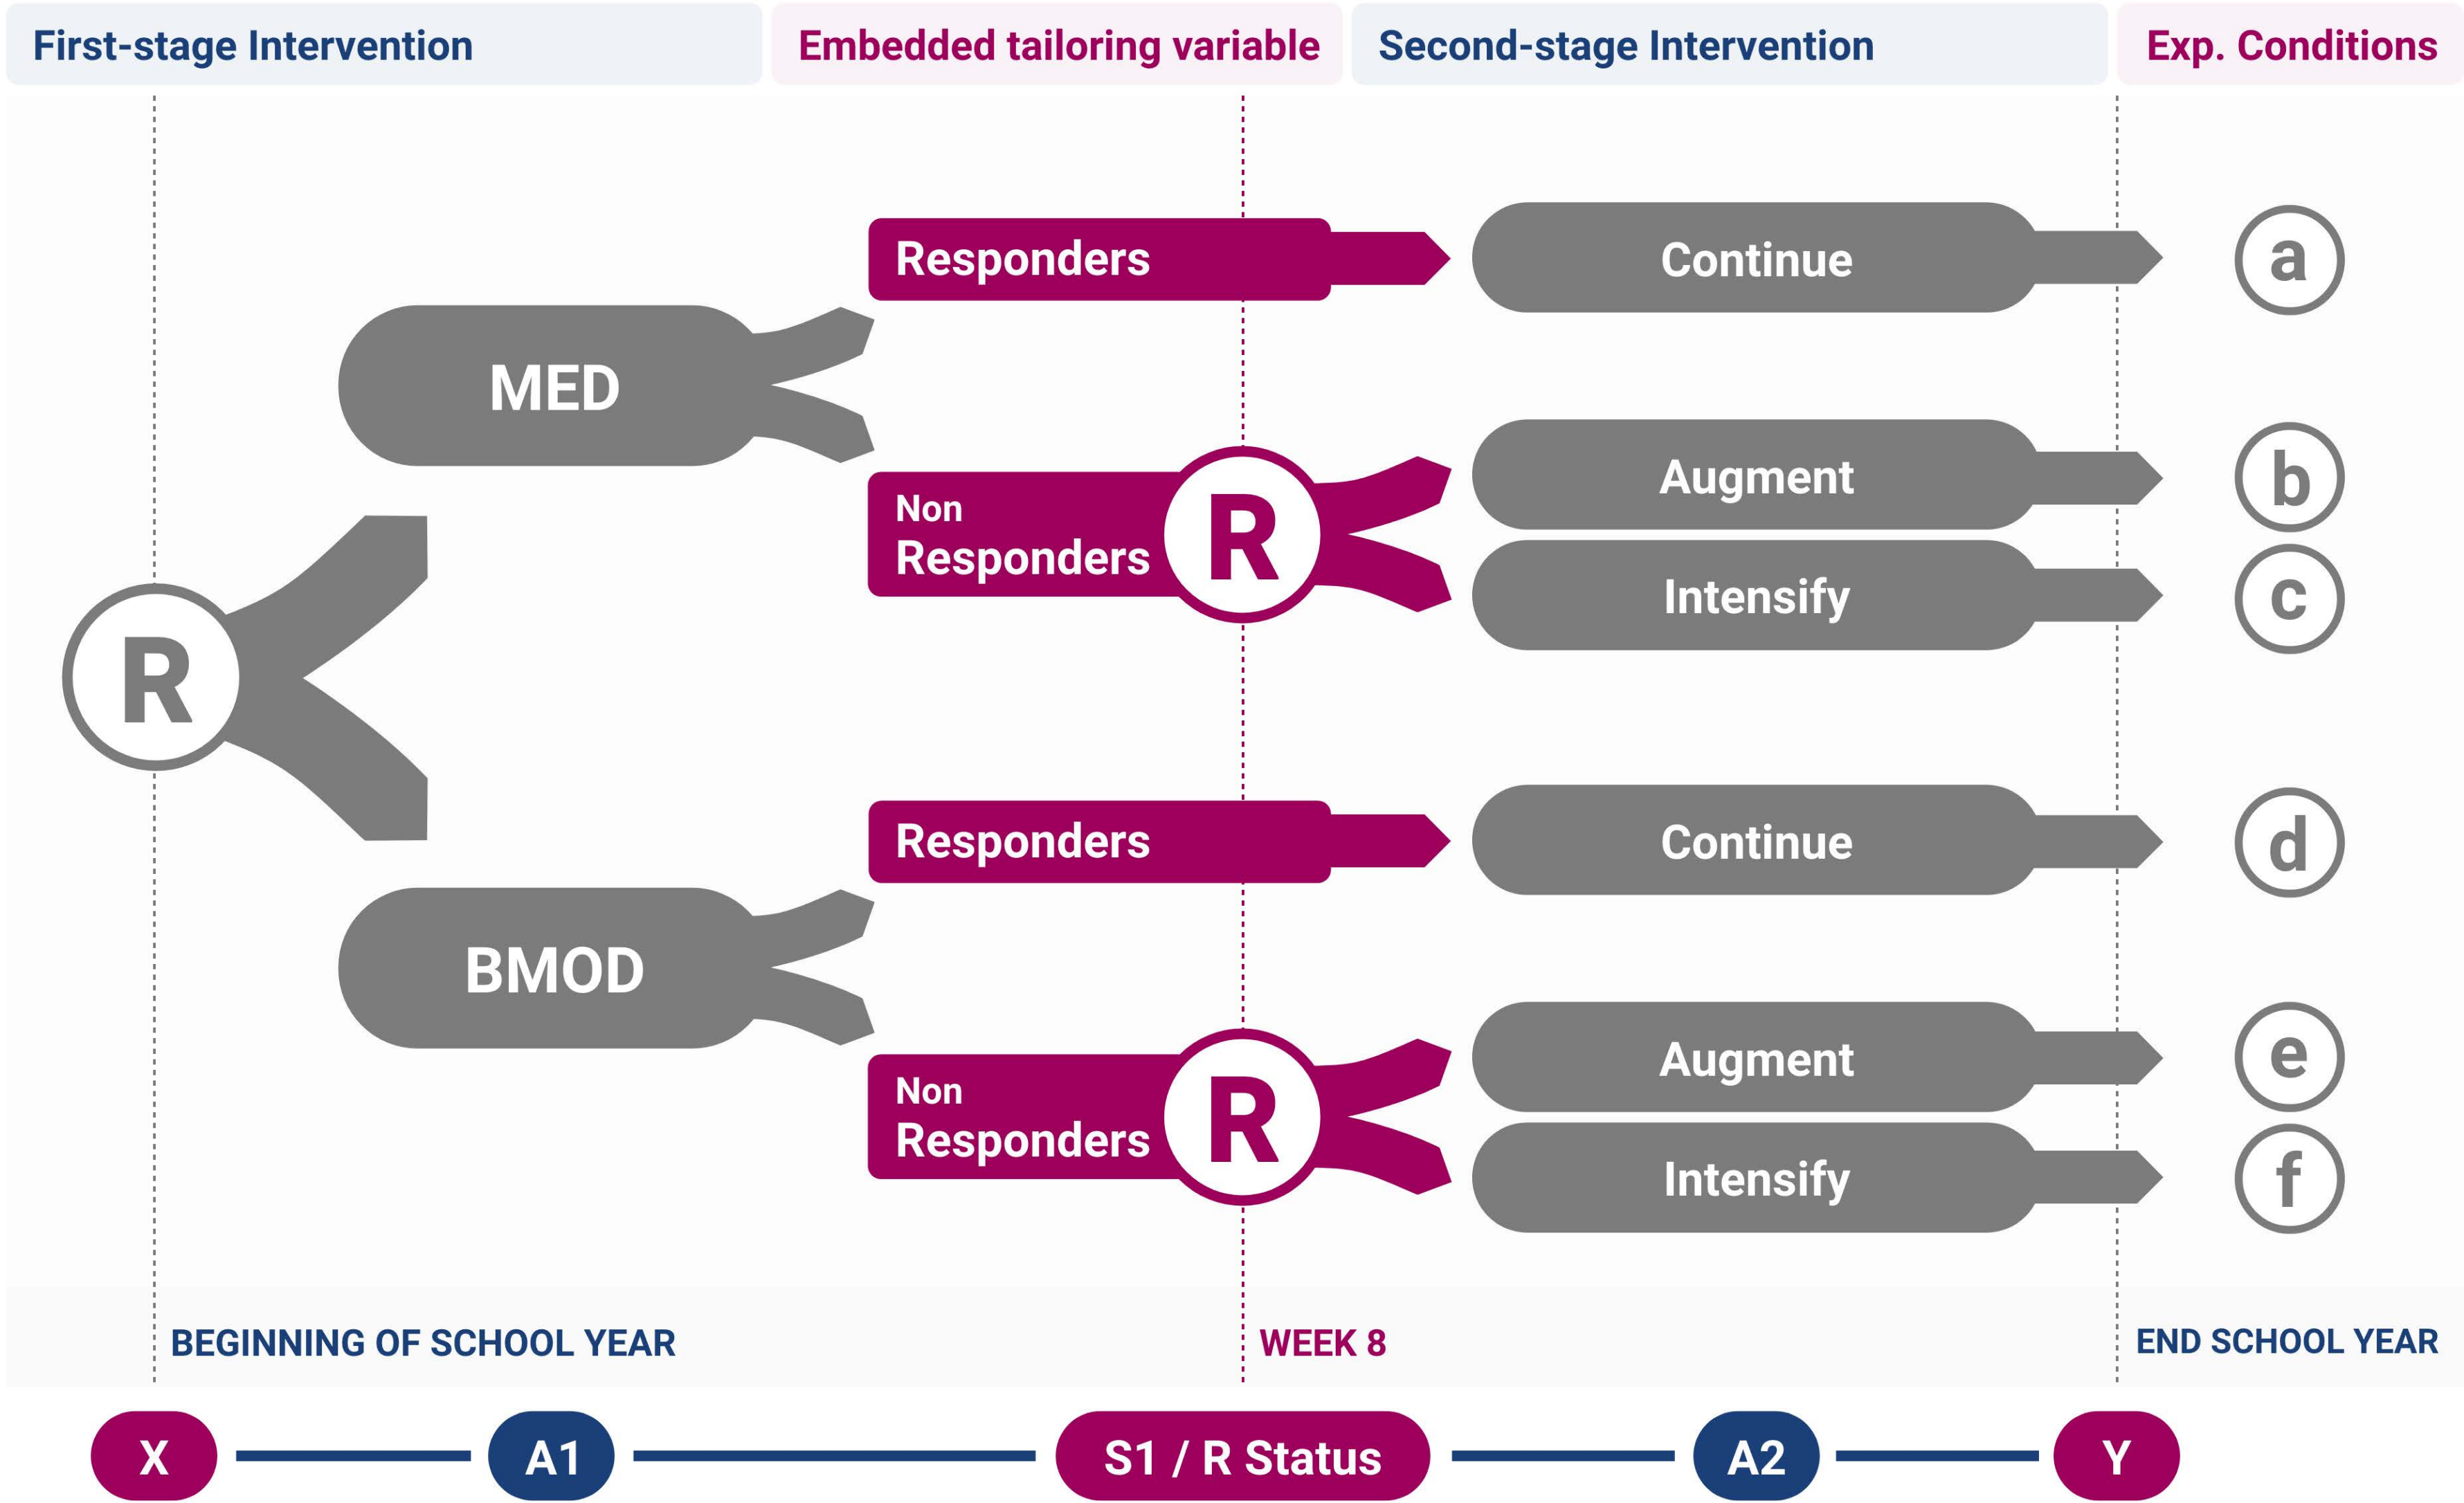 First-stage Intervention
Embedded tailoring variable
Second-stage Intervention
Exp. Conditions
Responders
Continue
a
MED
Non
Responders
R
Augment
b
Intensify
c
R
Responders
Continue
d
BMOD
Non
Responders
R
Augment
e
Intensify
f
BEGINNING OF SCHOOL YEAR
WEEK 8
END SCHOOL YEAR
X
A1
S1 / R Status
A2
Y